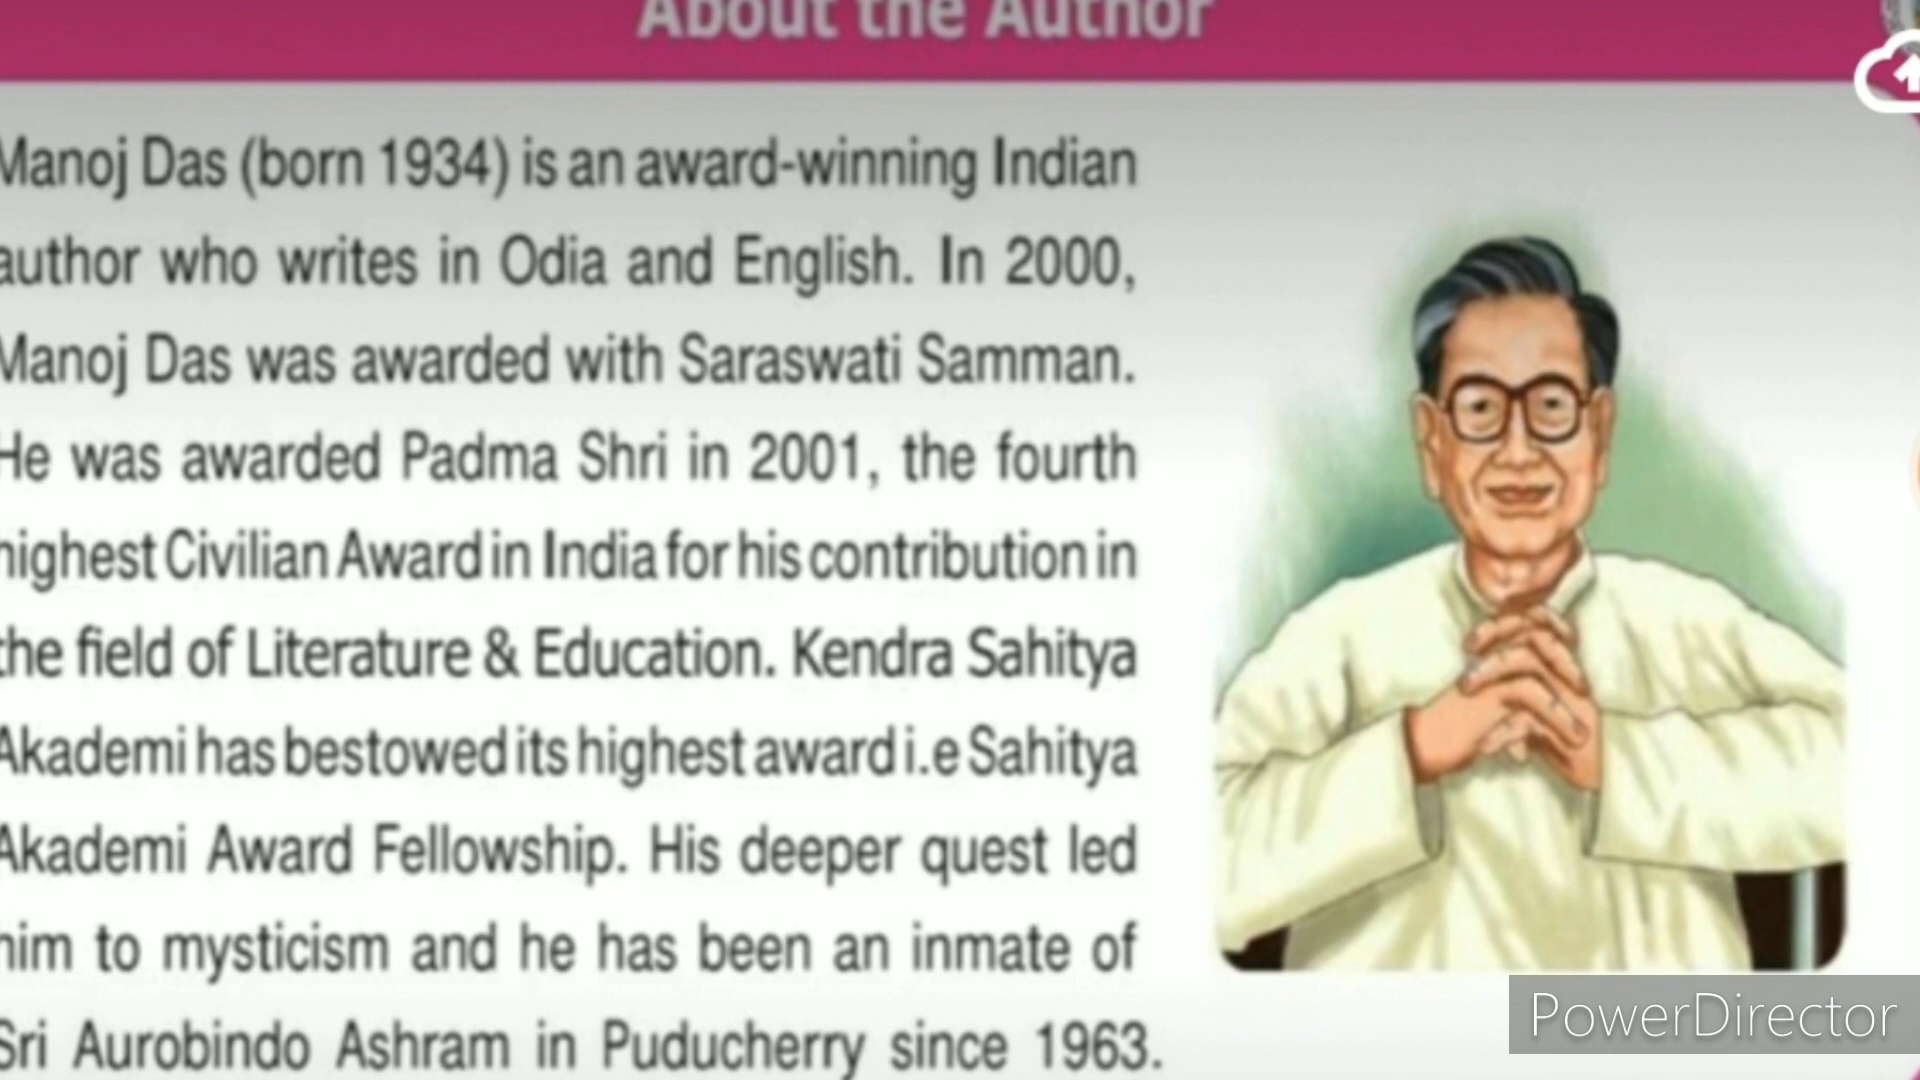 About the Author
Manoj Das (born 1934) is an award-winning Indian
author who writes in Odia and English. In 2000,
Manoj Das was awarded with Saraswati Samman.
He was awarded Padma Shri in 2001, the fourth
highest Civilian Award in India for his contribution in
the field of Literature & Education. Kendra Sahitya
Akademi has bestowed its highest award i.e Sahitya
Akademi Award Fellowship. His deeper quest led
him to mysticism and he has been an inmate of
Sri Aurobindo Ashram in Puducherry since 1963.
PowerDirector